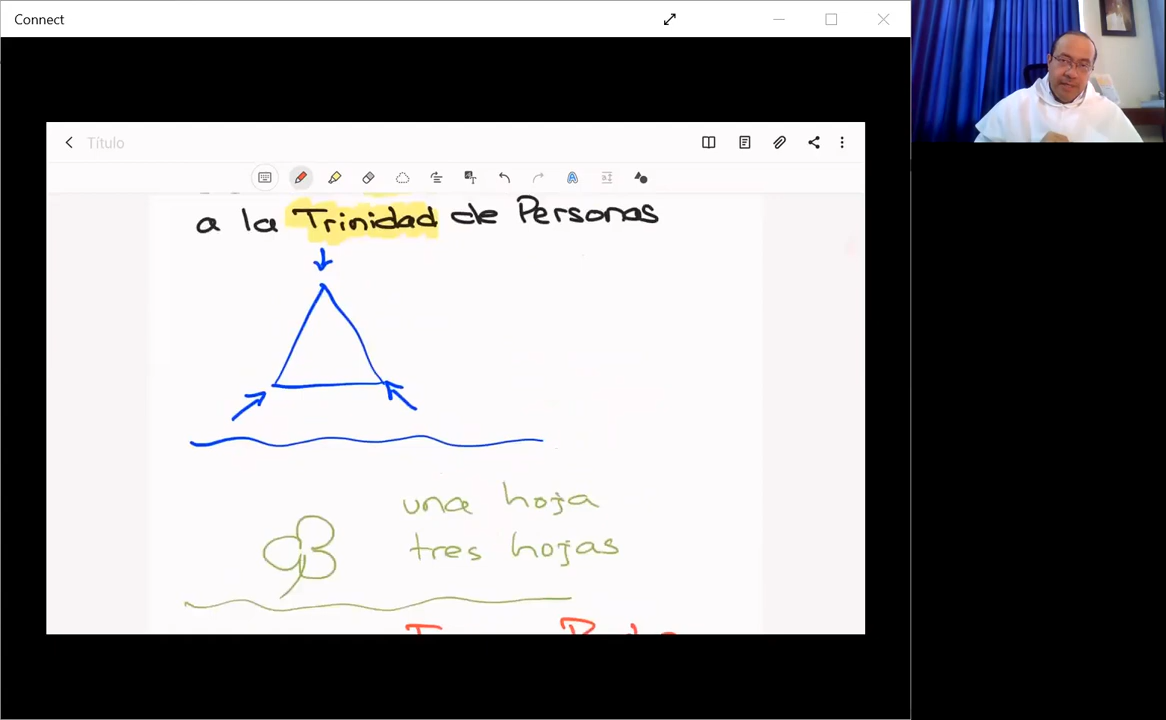 Connect
Título
a la Trinidad de Personas
una hoja
tres hojas